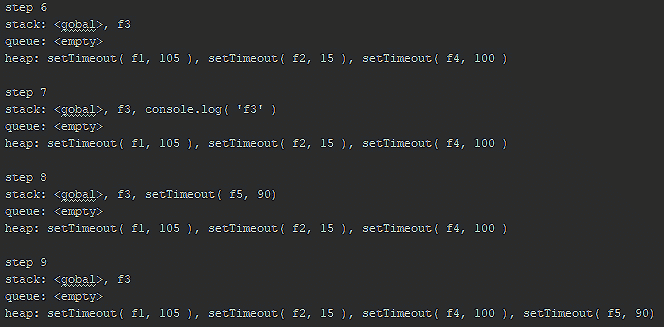 step 6
stack: <gobal>, f3
queue: <empty>
heap: setTimeout( f1, 105 ), setTimeout( f2, 15 ), setTimeout( f4, 100 )
step 7
stack: <gobal>, f3, console.log( 'f3' )
queue: <empty>
heap: setTimeout( f1, 105 ), setTimeout( f2, 15 ), setTimeout( f4, 100 )
step 8
stack: <gobal>, f3, setTimeout( f5, 90)
queue: <empty>
heap: setTimeout( f1, 105 ), setTimeout( f2, 15 ), setTimeout( f4, 100 )
step 9
stack: <gobal>, f3
queue: <empty>
heap: setTimeout( f1, 105 ), setTimeout( f2, 15 ), setTimeout( f4, 100 ), setTimeout( f5, 90)